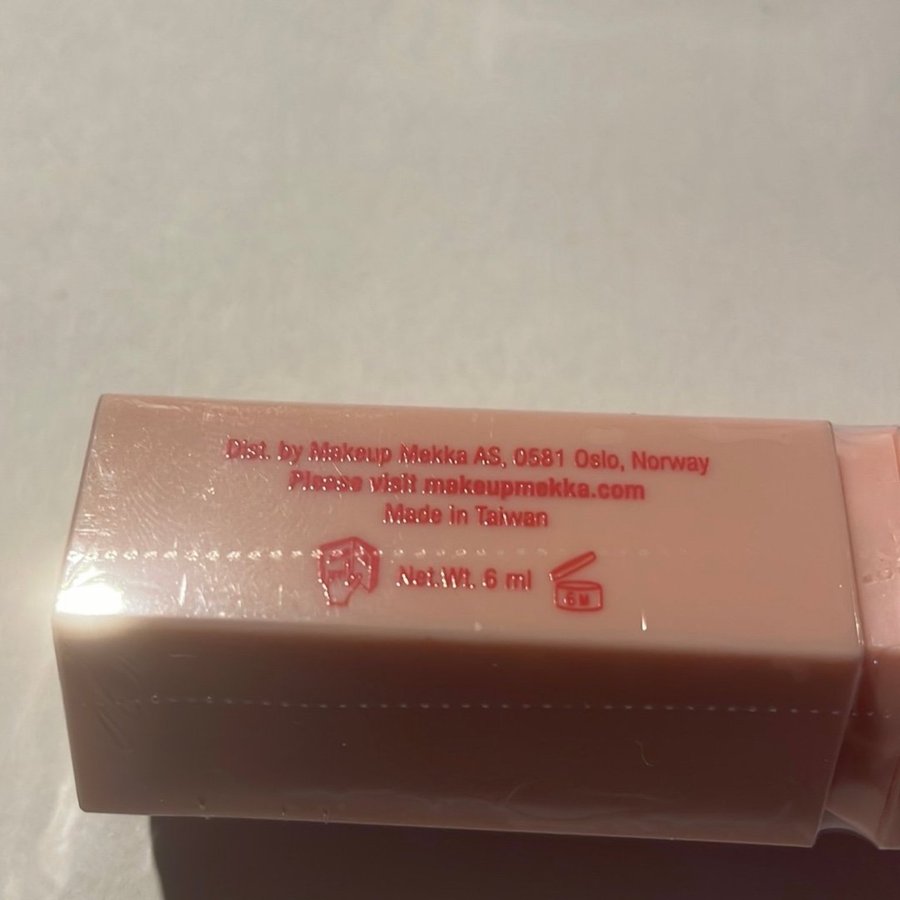 Dist. by Makeup Mekka AS, 0581 Oslo, Norway
Please visit makeupmekka.com
Made in Taiwan
Net.Wt. 6 ml
6M